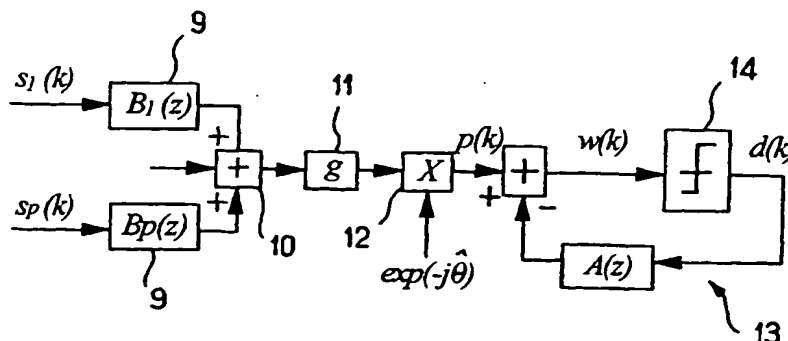 9
s1(k)
B1(z)
+
+
10
+
sp(k)
Bp(z)
9
11
g
X
12
exp(-jθ̂)
p(k)
+
+
-
w(k)
14
d(k)
A(z)
13